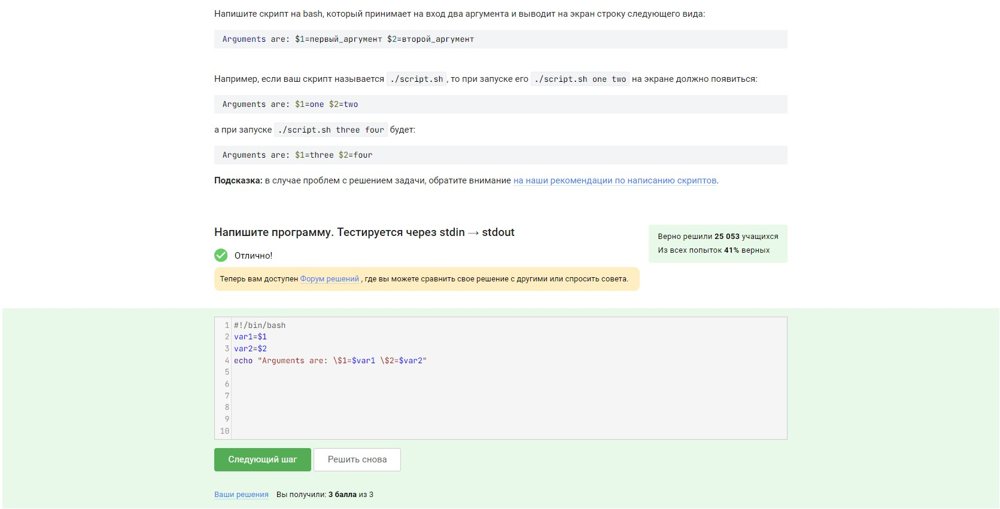 Напишите скрипт на bash, который принимает на вход два аргумента и выводит на экран строку следующего вида:
Arguments are: $1=первый_аргумент $2=второй_аргумент
Например, если ваш скрипт называется ./script.sh, то при запуске его ./script.sh one two на экране должно появиться:
Arguments are: $1=one $2=two
а при запуске ./script.sh three four будет:
Arguments are: $1=three $2=four
Подсказка: в случае проблем с решением задачи, обратите внимание на наши рекомендации по написанию скриптов.
Напишите программу. Тестируется через stdin → stdout
Верно решили 25 053 учащихся
Из всех попыток 41% верных
Отлично!
Теперь вам доступен Форум решений , где вы можете сравнить свое решение с другими или спросить совета.
1 #!/bin/bash
2 var1=$1
3 var2=$2
4 echo "Arguments are: \$1=$var1 \$2=$var2"
5
6
7
8
9
10
Следующий шаг Решить снова
Ваши решения Вы получили: 3 балла из 3